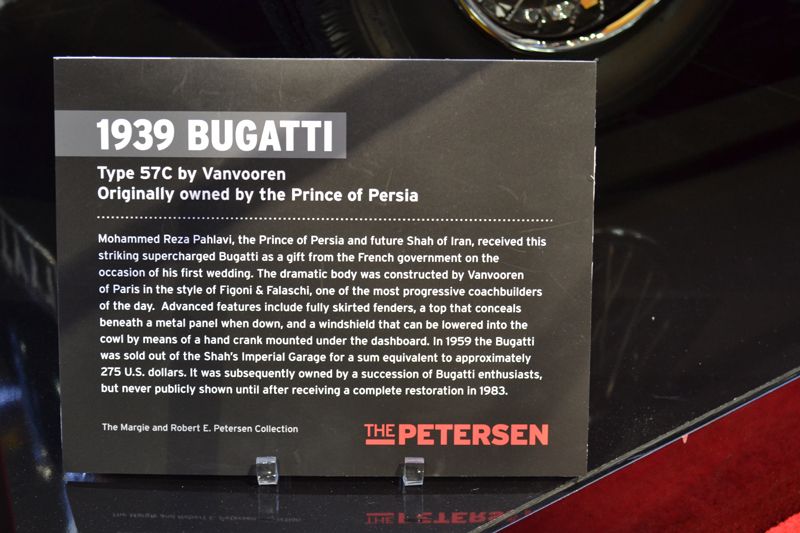 1939 BUGATTI
Type 57C by Vanvooren
Originally owned by the Prince of Persia
Mohammed Reza Pahlavi, the Prince of Persia and future Shah of Iran, received this
striking supercharged Bugatti as a gift from the French government on the
occasion of his first wedding. The dramatic body was constructed by Vanvooren
of Paris in the style of Figoni & Falaschi, one of the most progressive coachbuilders
of the day.  Advanced features include fully skirted fenders, a top that conceals
beneath a metal panel when down, and a windshield that can be lowered into the
cowl by means of a hand crank mounted under the dashboard. In 1959 the Bugatti
was sold out of the Shah's Imperial Garage for a sum equivalent to approximately
275 U.S. dollars. It was subsequently owned by a succession of Bugatti enthusiasts,
but never publicly shown until after receiving a complete restoration in 1983.
The Margie and Robert E. Petersen Collection
THE PETERSEN